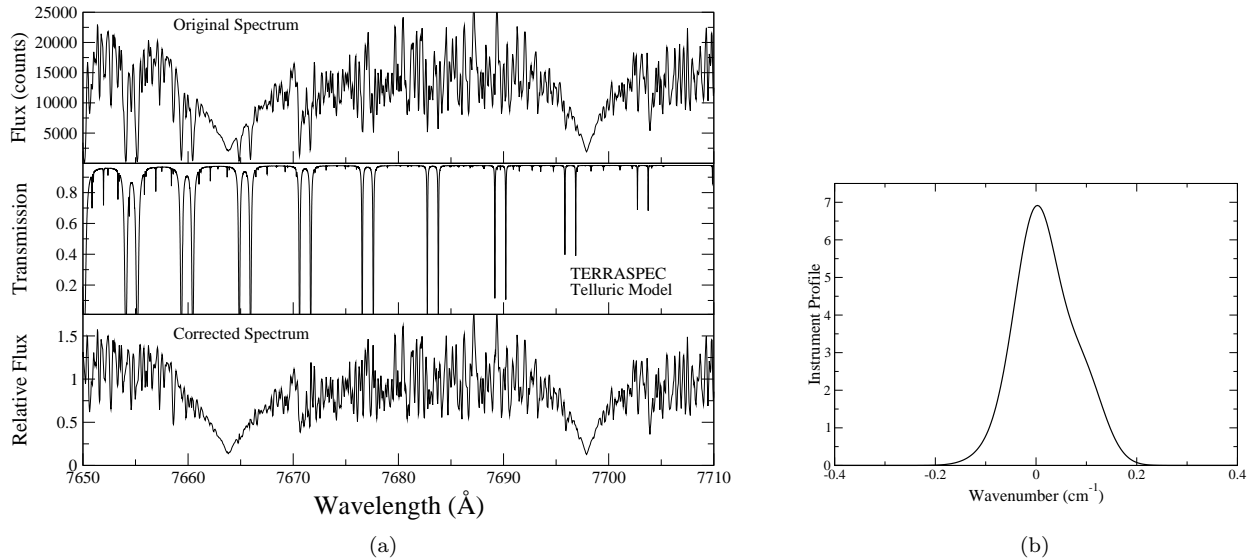 25000
20000
15000
10000
5000
Flux (counts)
Original Spectrum
0.8
0.6
0.4
0.2
Transmission
TERRASPEC
Telluric Model
1.5
1
0.5
0
Relative Flux
Corrected Spectrum
7650 7660 7670 7680 7690 7700 7710
Wavelength (Å)
(a)
7
6
5
4
3
2
1
0
Instrument Profile
-0.4 -0.2 0 0.2 0.4
Wavenumber (cm⁻¹)
(b)